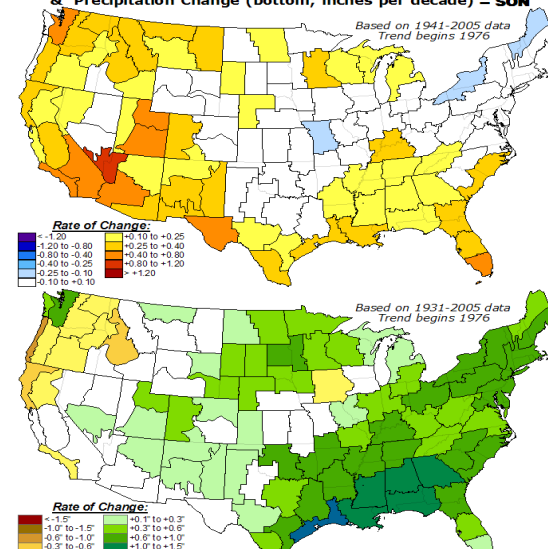 & Precipitation Change (bottom, inches per decade) – SON
Based on 1941-2005 data
Trend begins 1976
Rate of Change:
< -1.20
-1.20 to -0.80
-0.80 to -0.40
-0.40 to -0.25
-0.25 to -0.10
-0.10 to +0.10
+0.10 to +0.25
+0.25 to +0.40
+0.40 to +0.80
+0.80 to +1.20
> +1.20
Based on 1931-2005 data
Trend begins 1976
Rate of Change:
< -1.5"
-1.0" to -1.5"
-0.6" to -1.0"
-0.3" to -0.6"
+0.1" to +0.3"
+0.3" to +0.6"
+0.6" to +1.0"
+1.0" to +1.5"